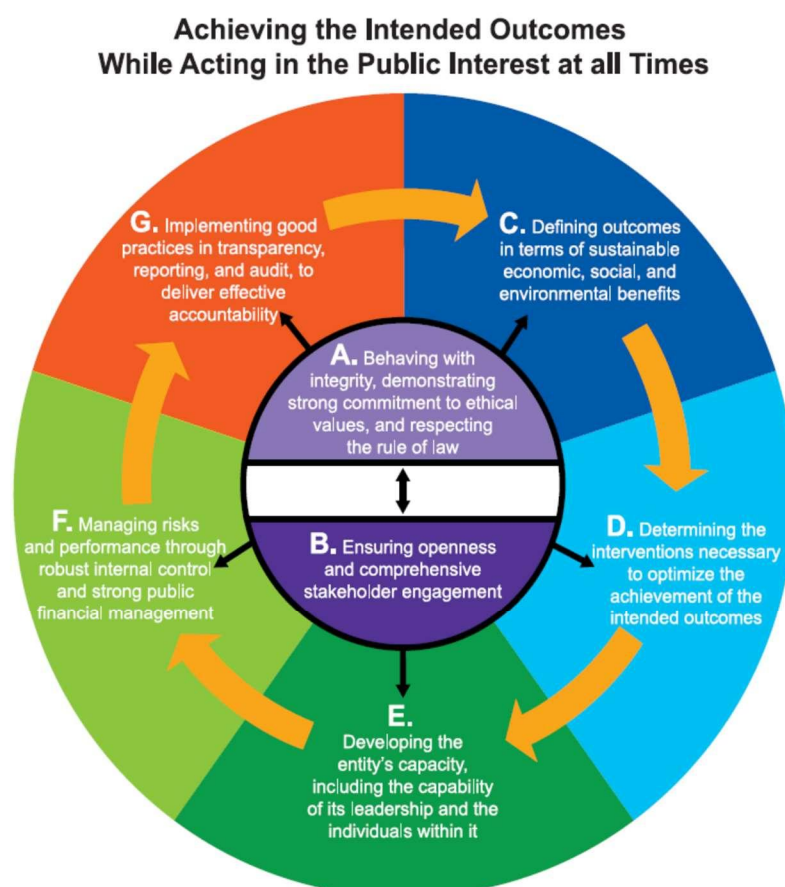 Achieving the Intended Outcomes
While Acting in the Public Interest at all Times
G. Implementing good
practices in transparency,
reporting, and audit, to
deliver effective
accountability
C. Defining outcomes
in terms of sustainable
economic, social, and
environmental benefits
A. Behaving with
integrity, demonstrating
strong commitment to ethical
values, and respecting
the rule of law
B. Ensuring openness
and comprehensive
stakeholder engagement
F. Managing risks
and performance through
robust internal control
and strong public
financial management
D. Determining the
interventions necessary
to optimize the
achievement of the
intended outcomes
E.
Developing the
entity's capacity,
including the capability
of its leadership and the
individuals within it